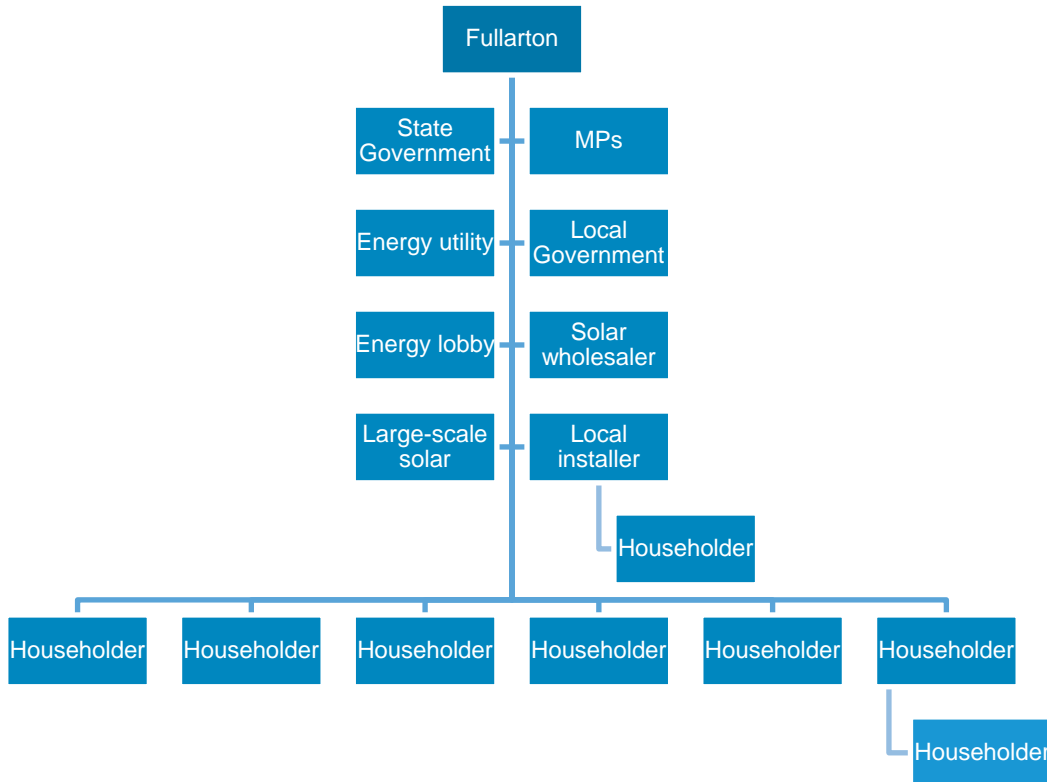 Fullarton
State
Government
MPs
Energy utility
Local
Government
Energy lobby
Solar
wholesaler
Large-scale
solar
Local
installer
Householder
Householder
Householder
Householder
Householder
Householder
Householder
Householder